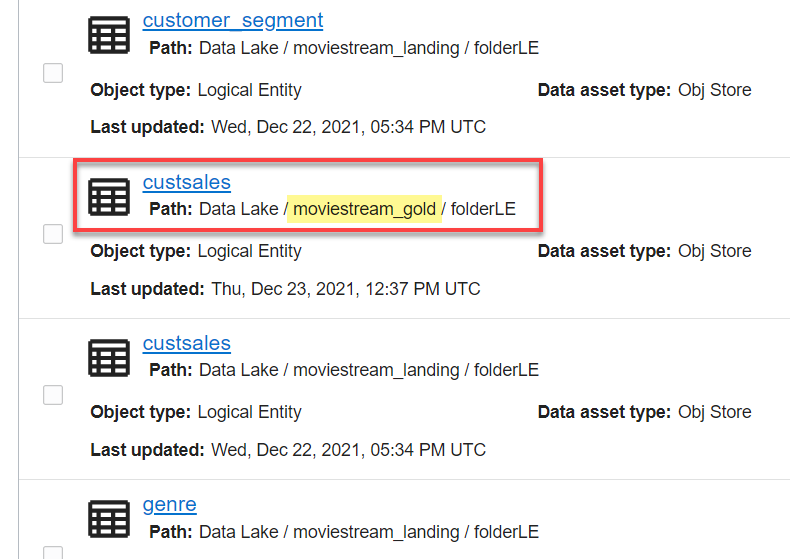 customer_segment
Path: Data Lake / moviestream_landing / folderLE
Object type: Logical Entity Data asset type: Obj Store
Last updated: Wed, Dec 22, 2021, 05:34 PM UTC
custsales
Path: Data Lake / moviestream_gold / folderLE
Object type: Logical Entity Data asset type: Obj Store
Last updated: Thu, Dec 23, 2021, 12:37 PM UTC
custsales
Path: Data Lake / moviestream_landing / folderLE
Object type: Logical Entity Data asset type: Obj Store
Last updated: Wed, Dec 22, 2021, 05:34 PM UTC
genre
Path: Data Lake / moviestream_landing / folderLE